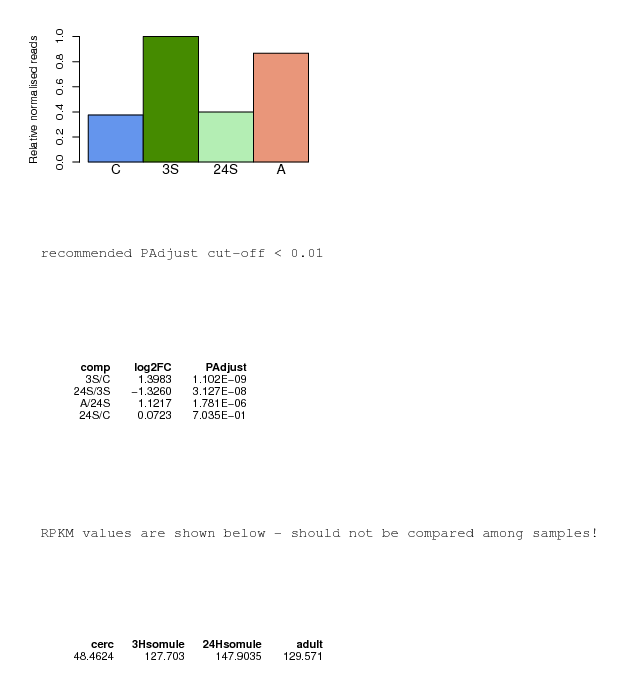 Relative normalised reads
1.0
0.8
0.6
0.4
0.2
0.0
C 3S 24S A
recommended PAdjust cut-off < 0.01
comp log2FC PAdjust
3S/C 1.3983 1.102E-09
24S/3S -1.3260 3.127E-08
A/24S 1.1217 1.781E-06
24S/C 0.0723 7.035E-01
RPKM values are shown below - should not be compared among samples!
cerc 3Hsomule 24Hsomule adult
48.4624 127.703 147.9035 129.571